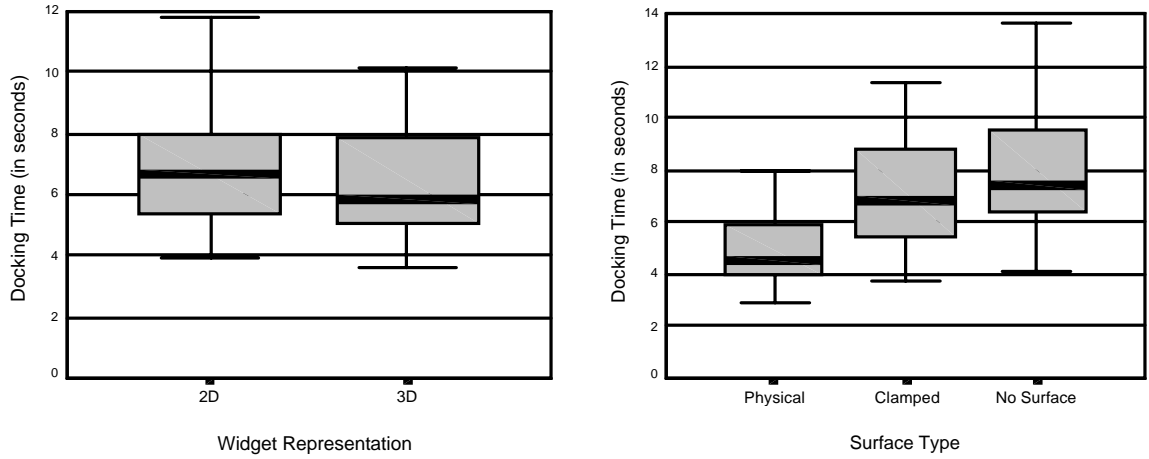 12
10
8
6
4
2
0
Docking Time (in seconds)
2D 3D
Widget Representation
14
12
10
8
6
4
2
0
Docking Time (in seconds)
Physical Clamped No Surface
Surface Type